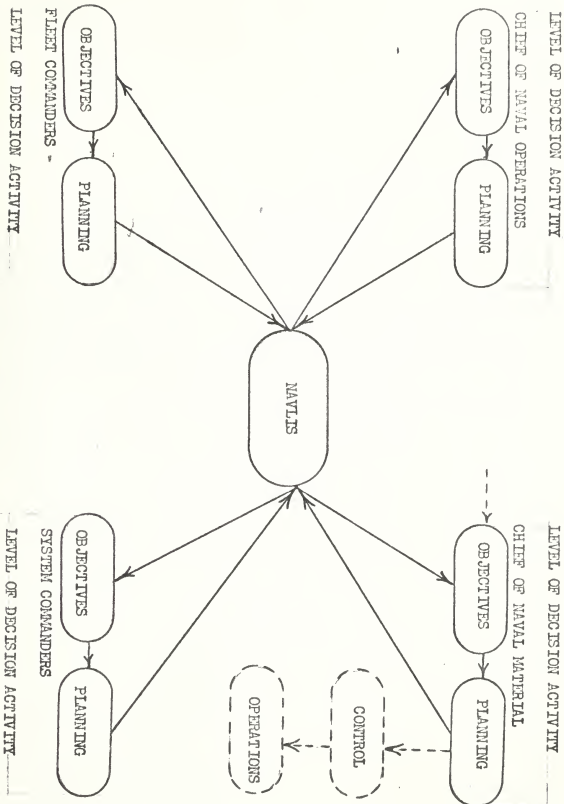 LEVEL OF DECISION ACTIVITY
CHIEF OF NAVAL OPERATIONS
OBJECTIVES
PLANNING
LEVEL OF DECISION ACTIVITY
CHIEF OF NAVAL MATERIAL
OBJECTIVES
PLANNING
CONTROL
OPERATIONS
NAVLIS
OBJECTIVES
PLANNING
FLEET COMMANDERS
LEVEL OF DECISION ACTIVITY
OBJECTIVES
PLANNING
SYSTEM COMMANDERS
LEVEL OF DECISION ACTIVITY